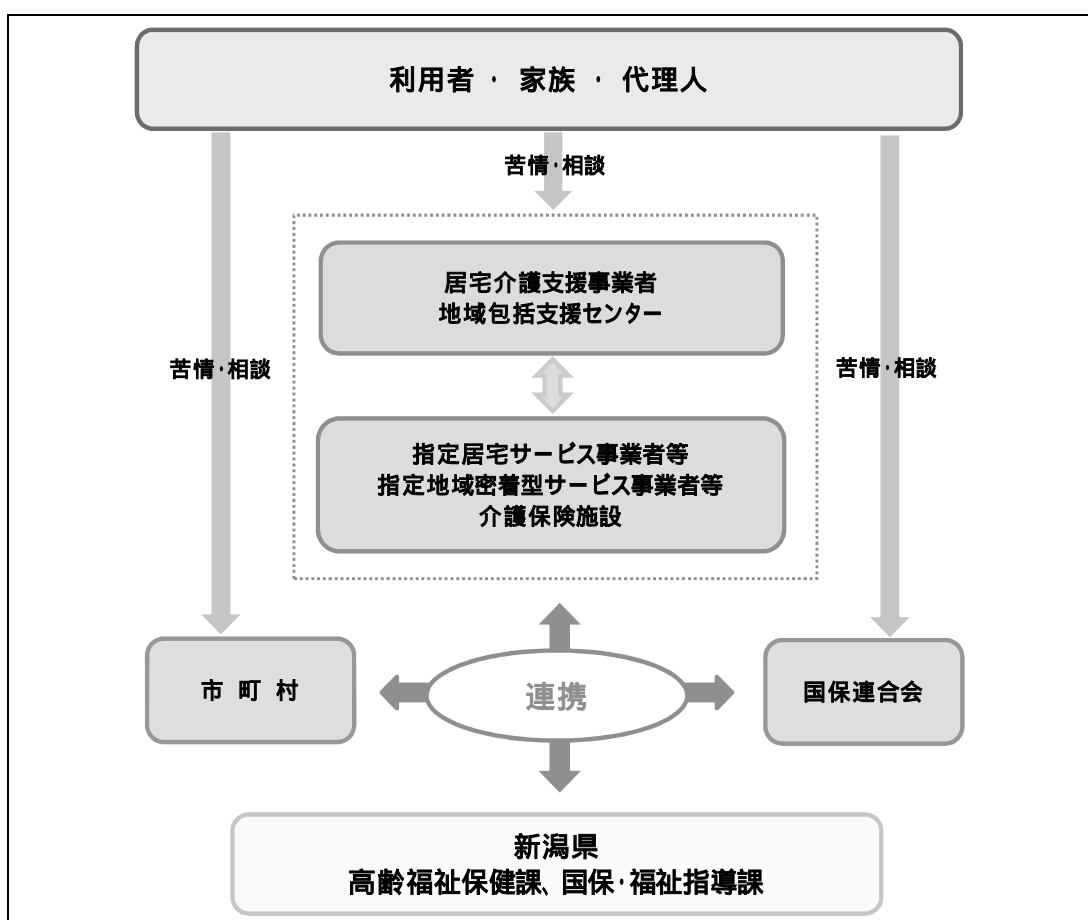 利用者 ・ 家族 ・ 代理人
苦情・相談
居宅介護支援事業者
地域包括支援センター
苦情・相談
苦情・相談
指定居宅サービス事業者等
指定地域密着型サービス事業者等
介護保険施設
市 町 村
連携
国保連合会
新潟県
高齢福祉保健課、国保・福祉指導課